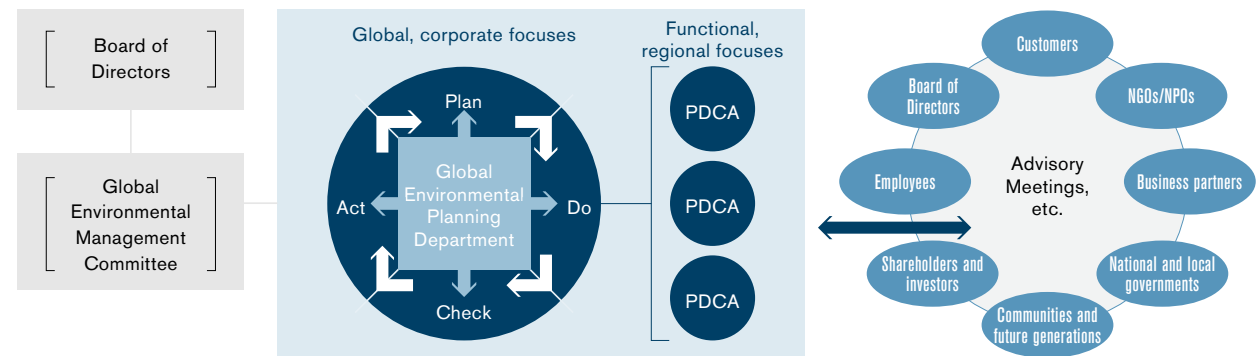 Board of
Directors
Global
Environmental
Management
Committee
Global, corporate focuses
Plan
Act
Global
Environmental
Planning
Department
Do
Check
Functional,
regional focuses
PDCA
PDCA
PDCA
Customers
Board of
Directors
NGOs/NPOs
Employees
Advisory
Meetings,
etc.
Business partners
Shareholders and
investors
National and local
governments
Communities and
future generations